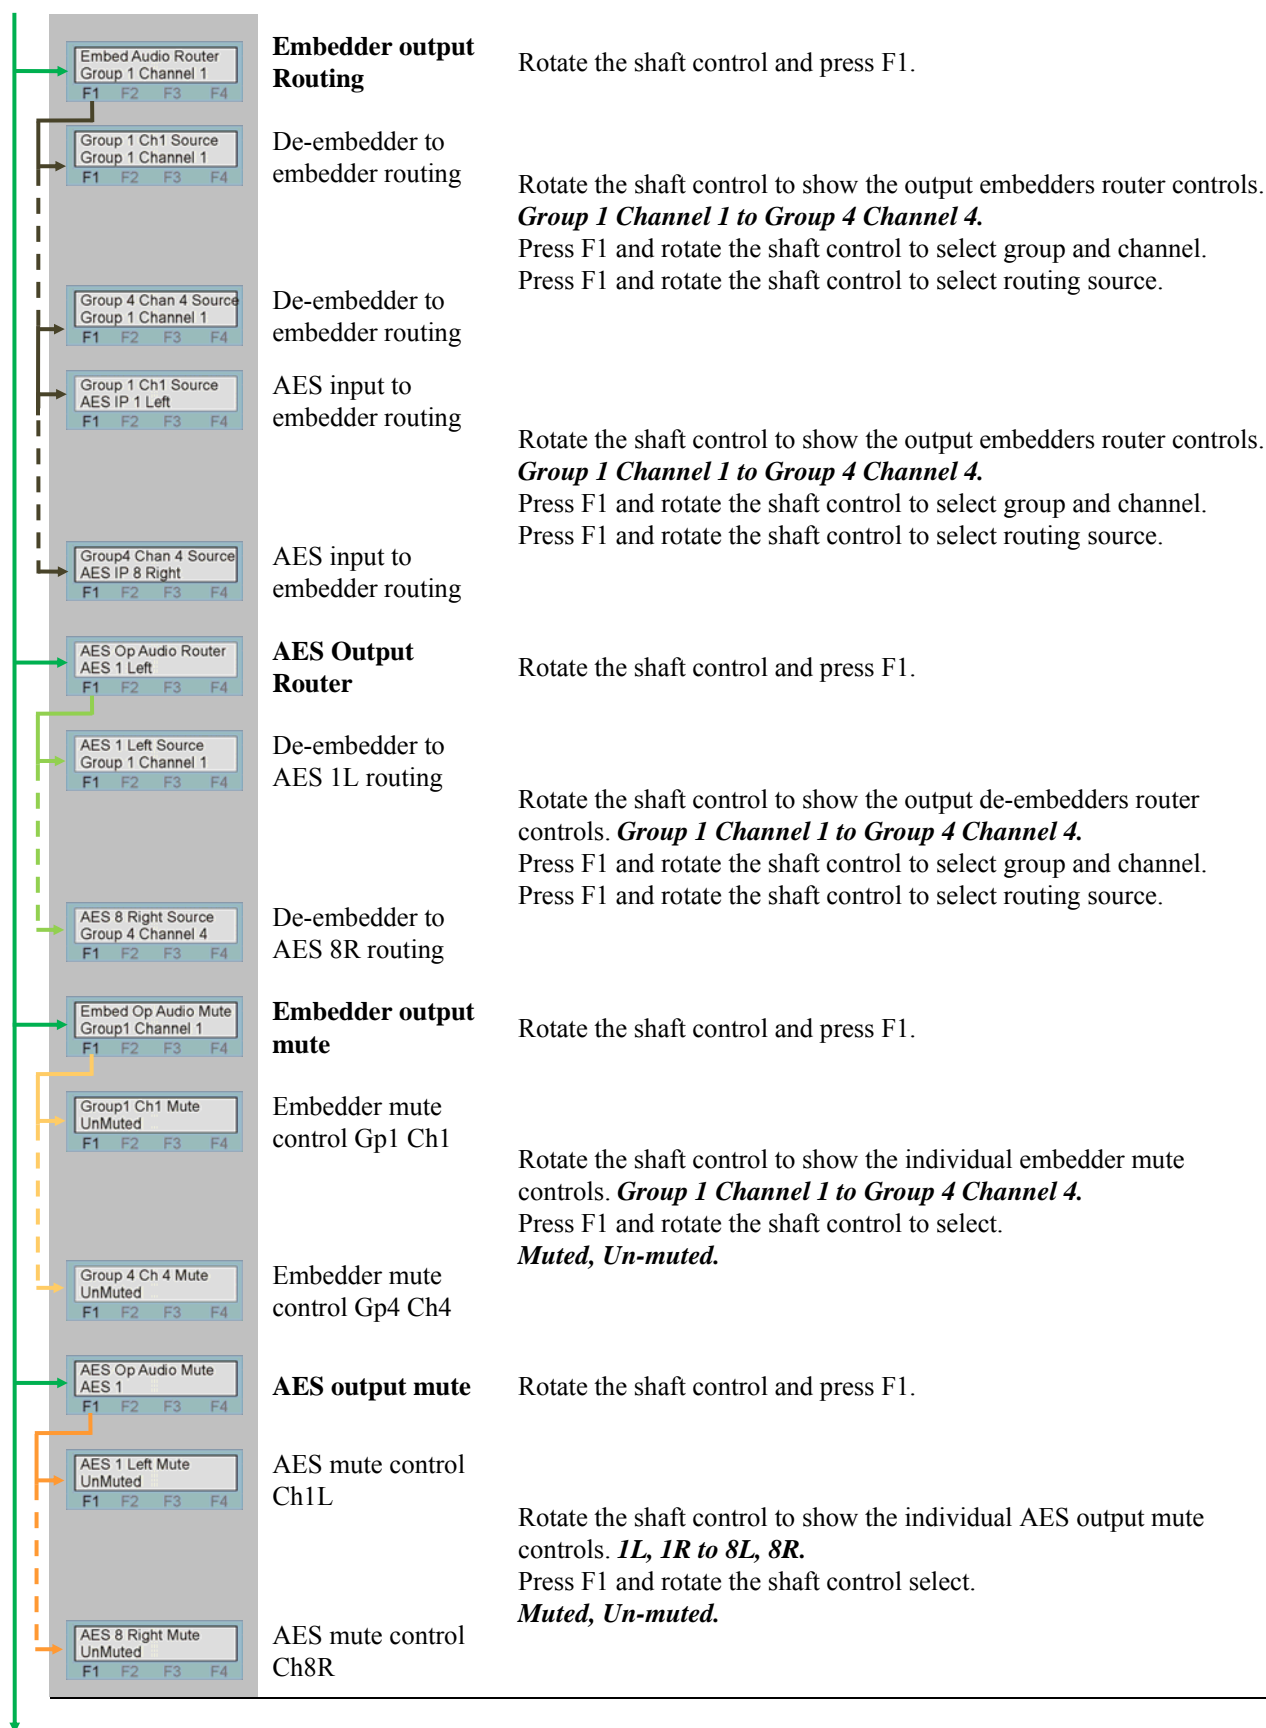 Embed Audio Router
Group 1 Channel 1
F1 F2 F3 F4
Embedder output
Routing
Rotate the shaft control and press F1.
Group 1 Ch1 Source
Group 1 Channel 1
F1 F2 F3 F4
De-embedder to
embedder routing
Rotate the shaft control to show the output embedders router controls.
Group 1 Channel 1 to Group 4 Channel 4.
Press F1 and rotate the shaft control to select group and channel.
Press F1 and rotate the shaft control to select routing source.
Group 4 Chan 4 Source
Group 1 Channel 1
F1 F2 F3 F4
De-embedder to
embedder routing
Group 1 Ch1 Source
AES IP 1 Left
F1 F2 F3 F4
AES input to
embedder routing
Rotate the shaft control to show the output embedders router controls.
Group 1 Channel 1 to Group 4 Channel 4.
Press F1 and rotate the shaft control to select group and channel.
Press F1 and rotate the shaft control to select routing source.
Group4 Chan 4 Source
AES IP 8 Right
F1 F2 F3 F4
AES input to
embedder routing
AES Op Audio Router
AES 1 Left
F1 F2 F3 F4
AES Output
Router
Rotate the shaft control and press F1.
AES 1 Left Source
Group 1 Channel 1
F1 F2 F3 F4
De-embedder to
AES 1L routing
Rotate the shaft control to show the output de-embedders router
controls. Group 1 Channel 1 to Group 4 Channel 4.
Press F1 and rotate the shaft control to select group and channel.
Press F1 and rotate the shaft control to select routing source.
AES 8 Right Source
Group 4 Channel 4
F1 F2 F3 F4
De-embedder to
AES 8R routing
Embed Op Audio Mute
Group1 Channel 1
F1 F2 F3 F4
Embedder output
mute
Rotate the shaft control and press F1.
Group1 Ch1 Mute
UnMuted
F1 F2 F3 F4
Embedder mute
control Gp1 Ch1
Rotate the shaft control to show the individual embedder mute
controls. Group 1 Channel 1 to Group 4 Channel 4.
Press F1 and rotate the shaft control to select.
Muted, Un-muted.
Group 4 Ch 4 Mute
UnMuted
F1 F2 F3 F4
Embedder mute
control Gp4 Ch4
AES Op Audio Mute
AES 1
F1 F2 F3 F4
AES output mute
Rotate the shaft control and press F1.
AES 1 Left Mute
UnMuted
F1 F2 F3 F4
AES mute control
Ch1L
Rotate the shaft control to show the individual AES output mute
controls. 1L, 1R to 8L, 8R.
Press F1 and rotate the shaft control select.
Muted, Un-muted.
AES 8 Right Mute
UnMuted
F1 F2 F3 F4
AES mute control
Ch8R